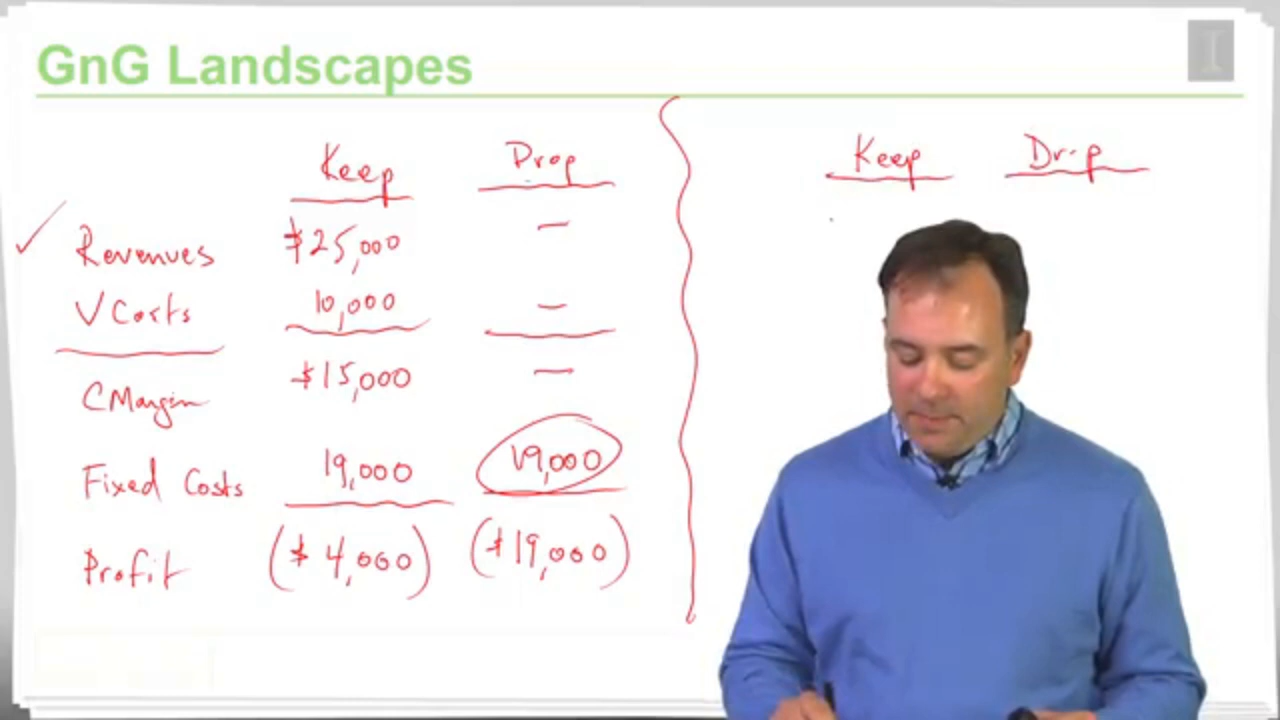 GnG Landscapes
Keep Drop
Revenues $25,000 —
V Costs 10,000 —
C Margin $15,000 —
Fixed Costs 19,000 19,000
Profit ($ 4,000) ($19,000)
Keep Drop